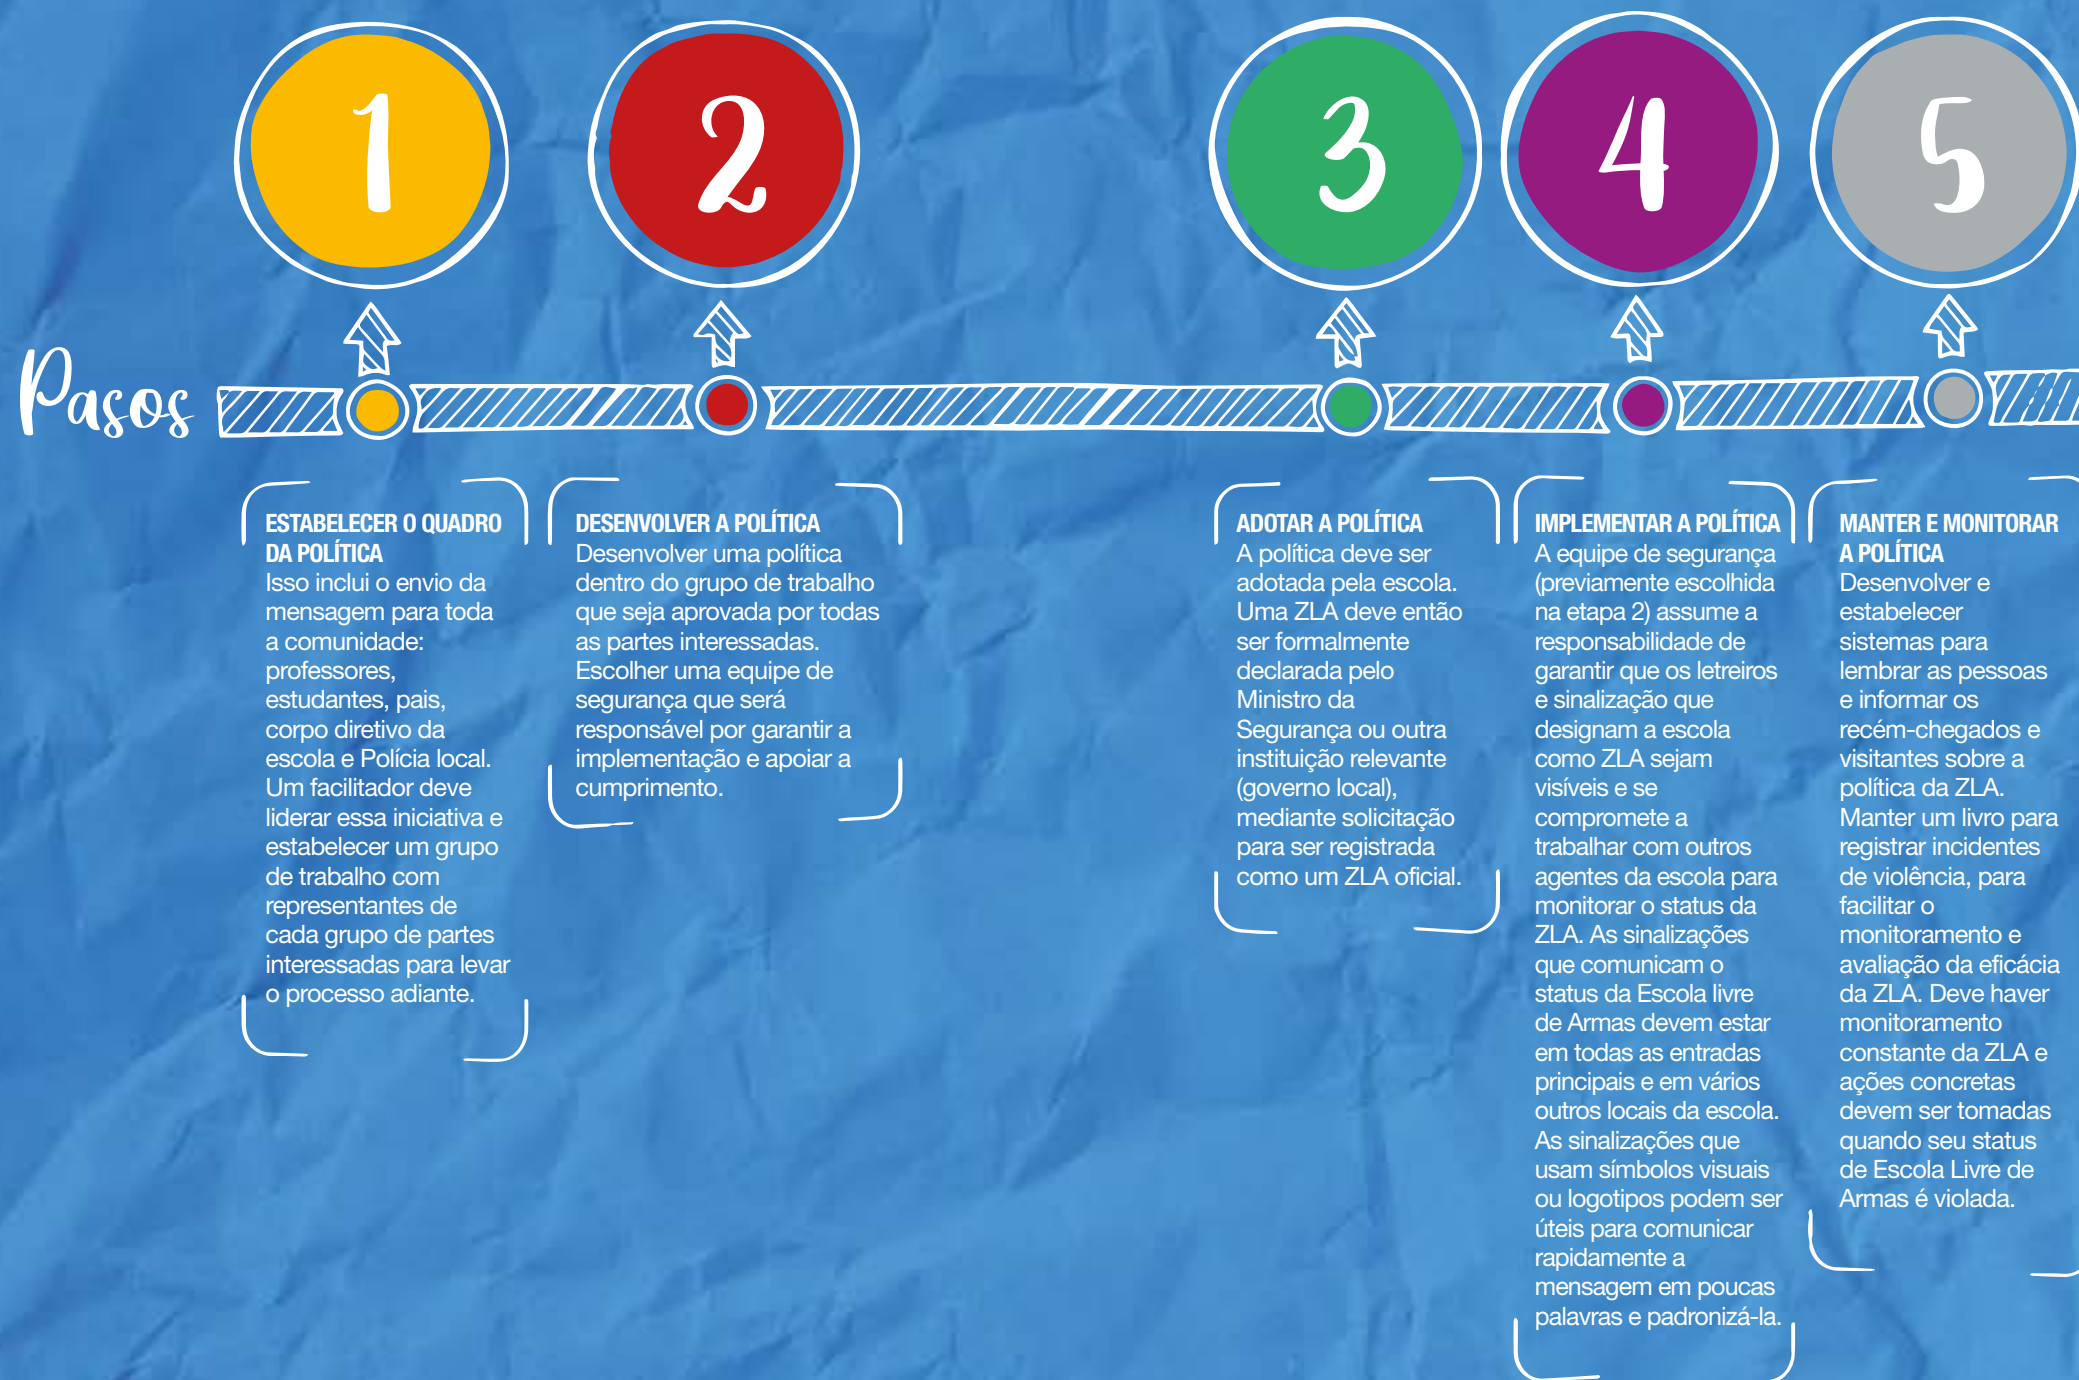 1
2
3
4
5
Pasos
ESTABELECER O QUADRO
DA POLÍTICA
Isso inclui o envio da
mensagem para toda
a comunidade:
professores,
estudantes, pais,
corpo diretivo da
escola e Polícia local.
Um facilitador deve
liderar essa iniciativa e
estabelecer um grupo
de trabalho com
representantes de
cada grupo de partes
interessadas para levar
o processo adiante.
DESENVOLVER A POLÍTICA
Desenvolver uma política
dentro do grupo de trabalho
que seja aprovada por todas
as partes interessadas.
Escolher uma equipe de
segurança que será
responsável por garantir a
implementação e apoiar a
cumprimento.
ADOTAR A POLÍTICA
A política deve ser
adotada pela escola.
Uma ZLA deve então
ser formalmente
declarada pelo
Ministro da
Segurança ou outra
instituição relevante
(governo local),
mediante solicitação
para ser registrada
como um ZLA oficial.
IMPLEMENTAR A POLÍTICA
A equipe de segurança
(previamente escolhida
na etapa 2) assume a
responsabilidade de
garantir que os letreiros
e sinalização que
designam a escola
como ZLA sejam
visíveis e se
compromete a
trabalhar com outros
agentes da escola para
monitorar o status da
ZLA. As sinalizações
que comunicam o
status da Escola livre
de Armas devem estar
em todas as entradas
principais e em vários
outros locais da escola.
As sinalizações que
usam símbolos visuais
ou logotipos podem ser
úteis para comunicar
rapidamente a
mensagem em poucas
palavras e padronizá-la.
MANTER E MONITORAR
A POLÍTICA
Desenvolver e
estabelecer
sistemas para
lembrar as pessoas
e informar os
recém-chegados e
visitantes sobre a
política da ZLA.
Manter um livro para
registrar incidentes
de violência, para
facilitar o
monitoramento e
avaliação da eficácia
da ZLA. Deve haver
monitoramento
constante da ZLA e
ações concretas
devem ser tomadas
quando seu status
de Escola Livre de
Armas é violada.